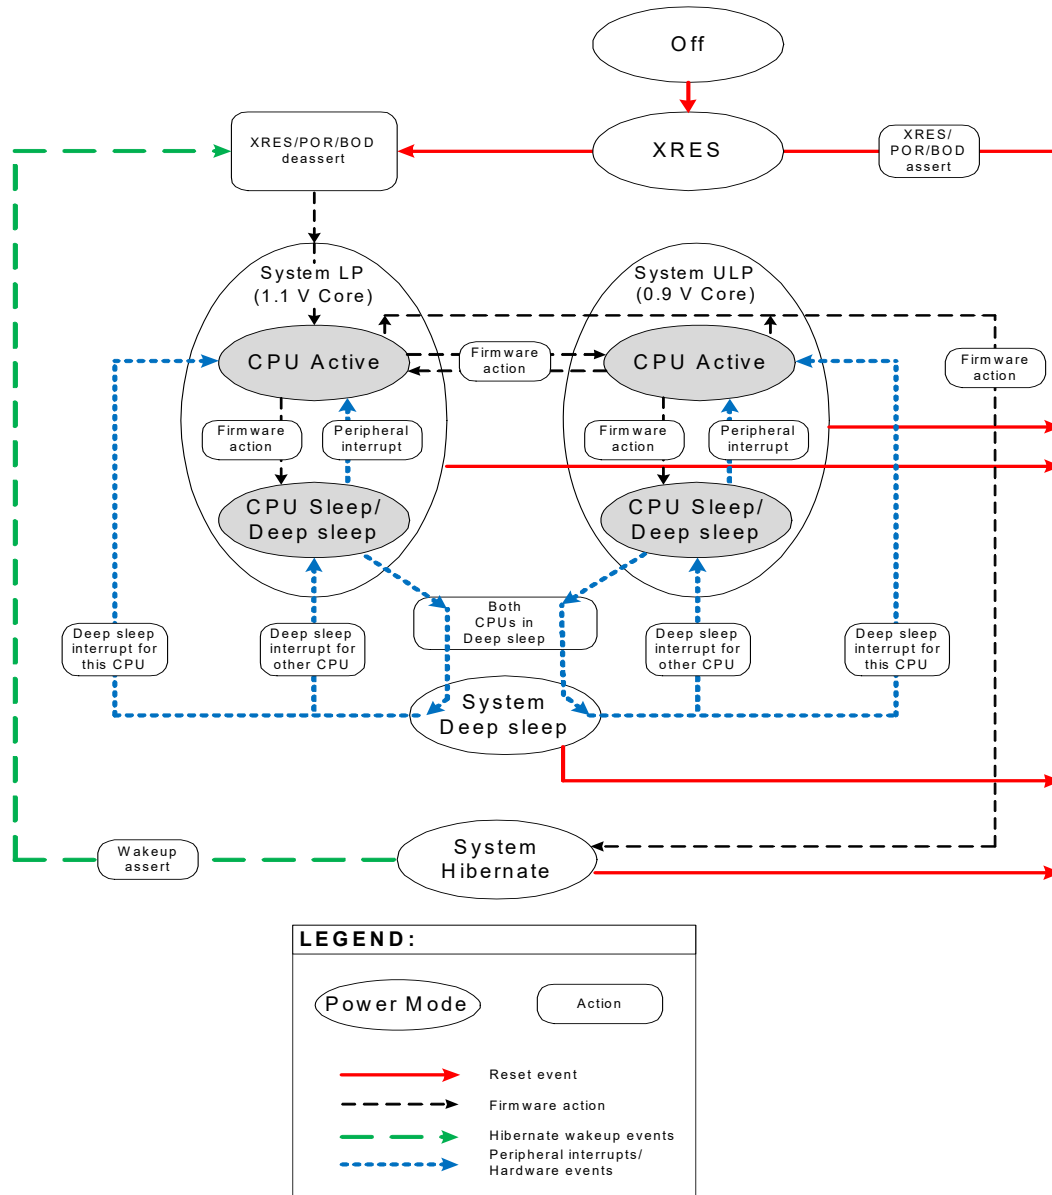 Off
XRES
XRES/POR/BOD
deassert
XRES/
POR/BOD
assert
System LP
(1.1 V Core)
System ULP
(0.9 V Core)
CPU Active
Firmware
action
CPU Active
Firmware
action
Firmware
action
Peripheral
interrupt
Firmware
action
Peripheral
interrupt
CPU Sleep/
Deep sleep
CPU Sleep/
Deep sleep
Both
CPUs in
Deep sleep
Deep sleep
interrupt for
this CPU
Deep sleep
interrupt for
other CPU
Deep sleep
interrupt for
other CPU
Deep sleep
interrupt for
this CPU
System
Deep sleep
Wakeup
assert
System
Hibernate
LEGEND:
Power Mode
Action
Reset event
Firmware action
Hibernate wakeup events
Peripheral interrupts/
Hardware events